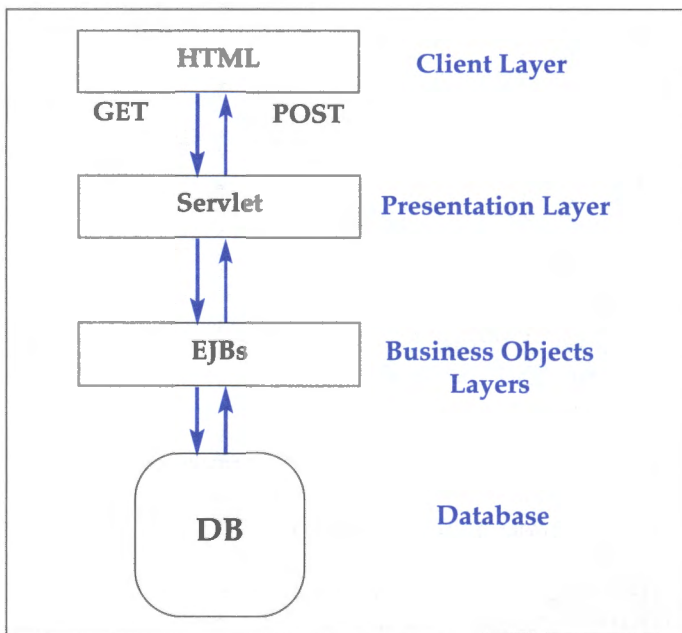 HTML
Client Layer
GET
POST
Servlet
Presentation Layer
EJBs
Business Objects
Layers
DB
Database